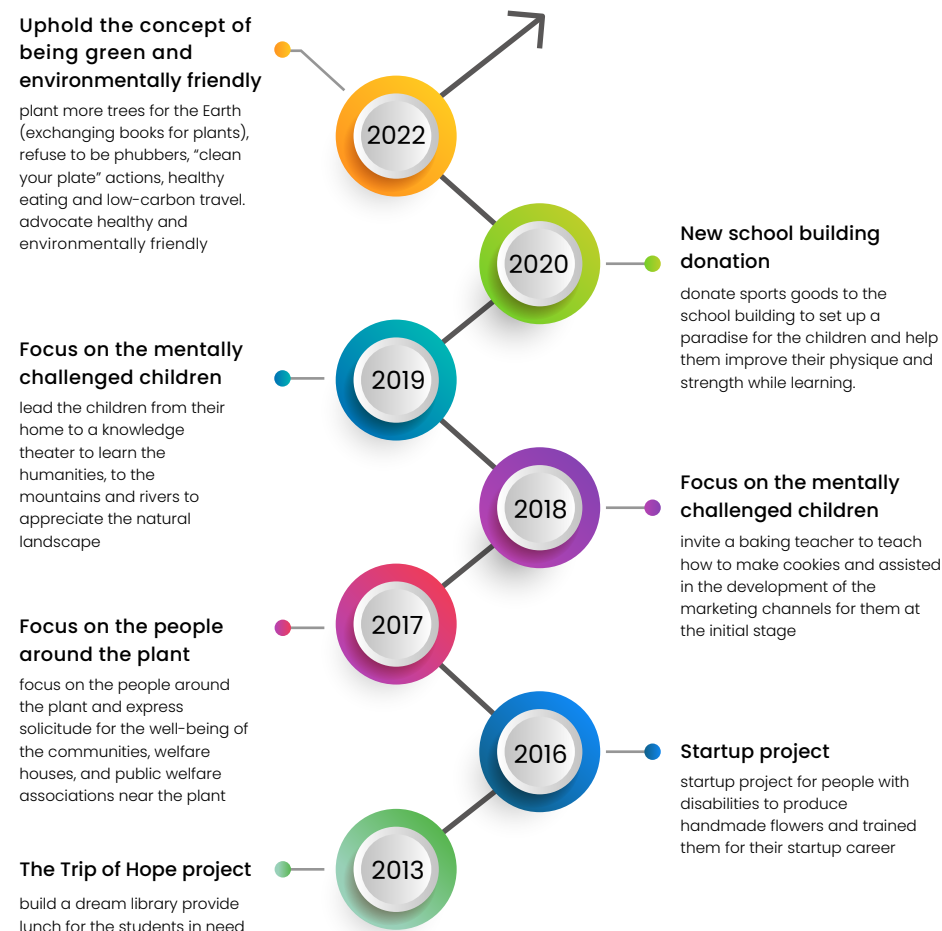 Uphold the concept of
being green and
environmentally friendly
plant more trees for the Earth
(exchanging books for plants),
refuse to be phubbers, “clean
your plate” actions, healthy
eating and low-carbon travel.
advocate healthy and
environmentally friendly
2022
2020
New school building
donation
donate sports goods to the
school building to set up a
paradise for the children and help
them improve their physique and
strength while learning.
Focus on the mentally
challenged children
lead the children from their
home to a knowledge
theater to learn the
humanities, to the
mountains and rivers to
appreciate the natural
landscape
2019
2018
Focus on the mentally
challenged children
invite a baking teacher to teach
how to make cookies and assisted
in the development of the
marketing channels for them at
the initial stage
Focus on the people
around the plant
focus on the people around
the plant and express
solicitude for the well-being of
the communities, welfare
houses, and public welfare
associations near the plant
2017
2016
Startup project
startup project for people with
disabilities to produce
handmade flowers and trained
them for their startup career
The Trip of Hope project
build a dream library provide
lunch for the students in need
2013